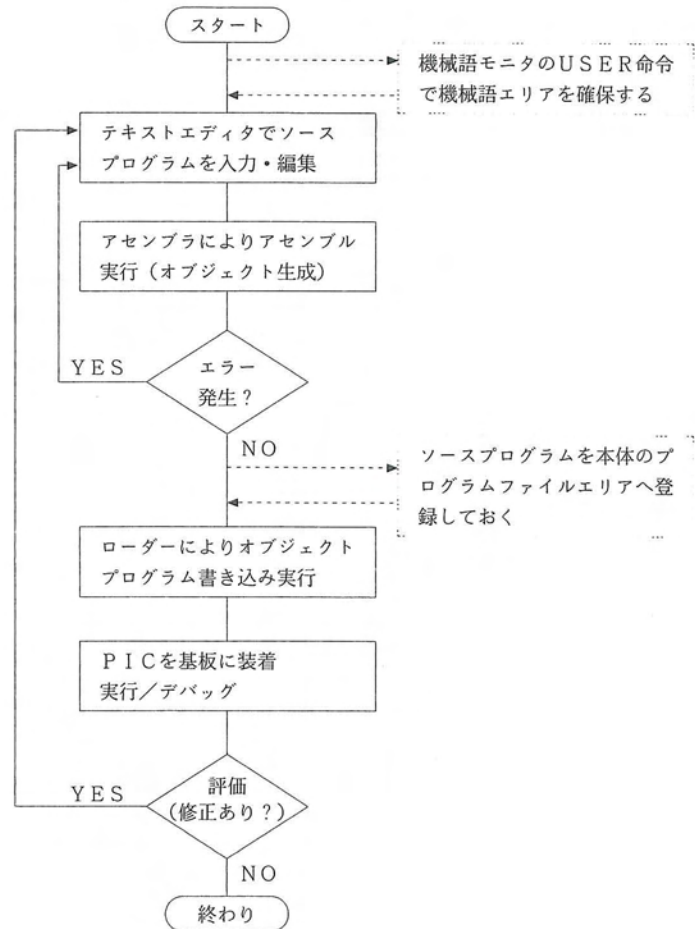 スタート
機械語モニタのＵＳＥＲ命令
で機械語エリアを確保する
テキストエディタでソース
プログラムを入力・編集
アセンブラによりアセンブル
実行（オブジェクト生成）
ＹＥＳ
エラー
発生？
ＮＯ
ソースプログラムを本体のプ
ログラムファイルエリアへ登
録しておく
ローダーによりオブジェクト
プログラム書き込み実行
ＰＩＣを基板に装着
実行／デバッグ
ＹＥＳ
評価
（修正あり？）
ＮＯ
終わり